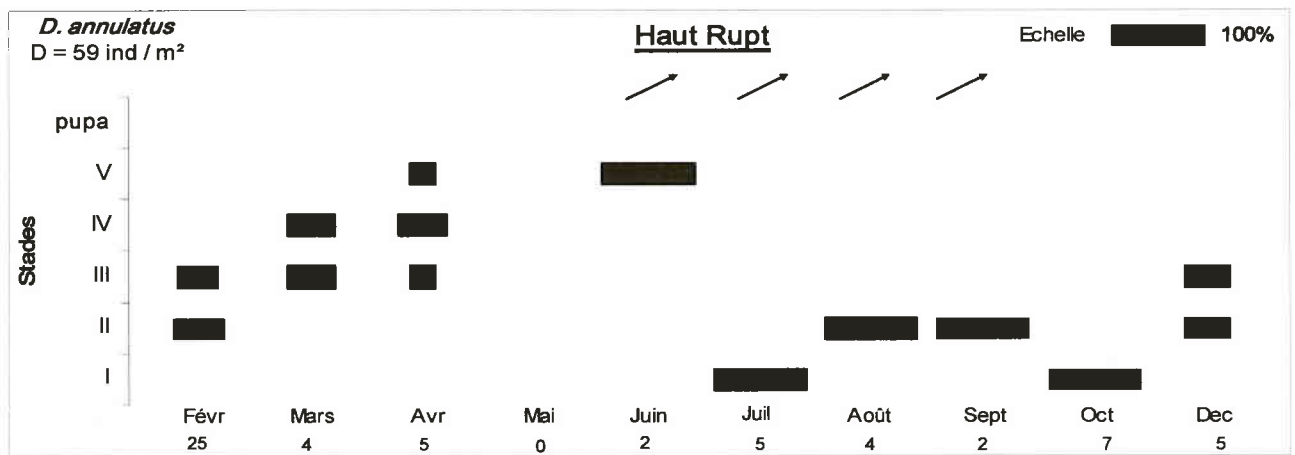 D. annulatus
D = 59 ind / m²
Haut Rupt
Echelle 100%
Stades
pupa
V
IV
III
II
I
Févr Mars Avr Mai Juin Juil Août Sept Oct Dec
25 4 5 0 2 5 4 2 7 5